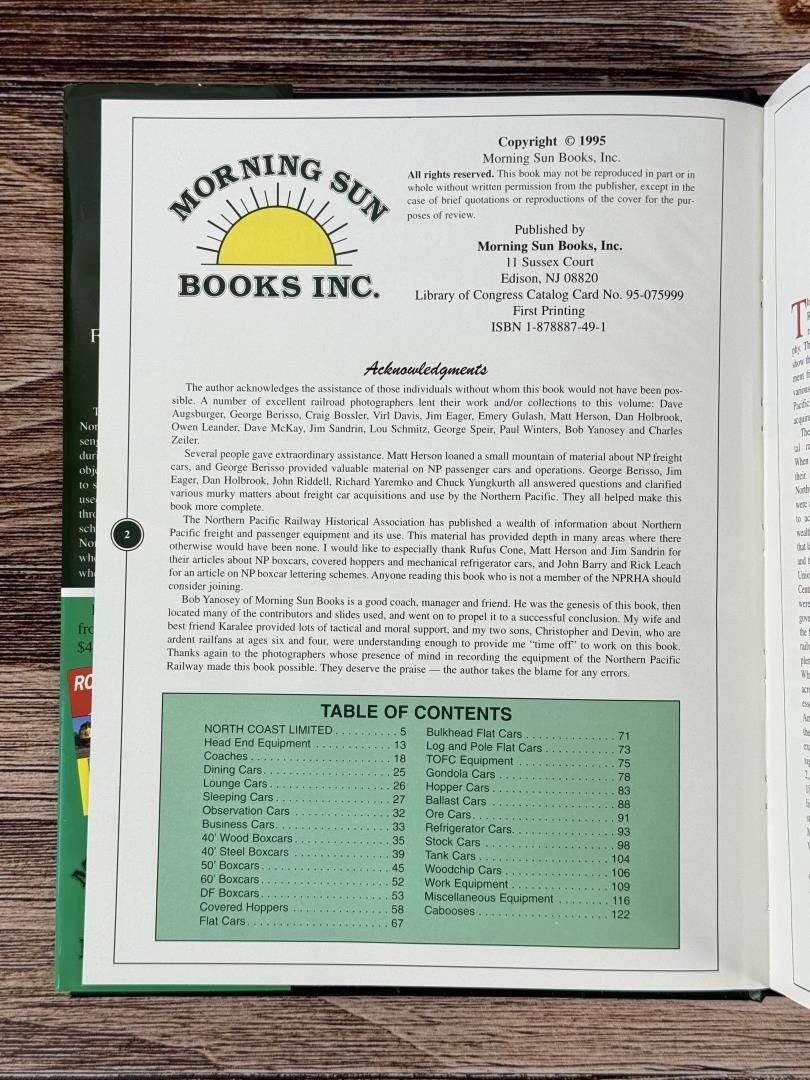 MORNING SUN
BOOKS INC.
Copyright © 1995
Morning Sun Books, Inc.
All rights reserved. This book may not be reproduced in part or in
whole without written permission from the publisher, except in the
case of brief quotations or reproductions of the cover for the pur-
poses of review.
Published by
Morning Sun Books, Inc.
11 Sussex Court
Edison, NJ 08820
Library of Congress Catalog Card No. 95-075999
First Printing
ISBN 1-878887-49-1
Acknowledgments
The author acknowledges the assistance of those individuals without whom this book would not have been pos-
sible. A number of excellent railroad photographers lent their work and/or collections to this volume: Dave
Augsburger, George Berisso, Craig Bossler, Virl Davis, Jim Eager, Emery Gulash, Matt Herson, Dan Holbrook,
Owen Leander, Dave McKay, Jim Sandrin, Lou Schmitz, George Speir, Paul Winters, Bob Yanosey and Charles
Zeiler.
Several people gave extraordinary assistance. Matt Herson loaned a small mountain of material about NP freight
cars, and George Berisso provided valuable material on NP passenger cars and operations. George Berisso, Jim
Eager, Dan Holbrook, John Riddell, Richard Yaremko and Chuck Yungkurth all answered questions and clarified
various murky matters about freight car acquisitions and use by the Northern Pacific. They all helped make this
book more complete.
The Northern Pacific Railway Historical Association has published a wealth of information about Northern
Pacific freight and passenger equipment and its use. This material has provided depth in many areas where there
otherwise would have been none. I would like to especially thank Rufus Cone, Matt Herson and Jim Sandrin for
their articles about NP boxcars, covered hoppers and mechanical refrigerator cars, and John Barry and Rick Leach
for an article on NP boxcar lettering schemes. Anyone reading this book who is not a member of the NPRHA should
consider joining.
Bob Yanosey of Morning Sun Books is a good coach, manager and friend. He was the genesis of this book, then
located many of the contributors and slides used, and went on to propel it to a successful conclusion. My wife and
best friend Karalee provided lots of tactical and moral support, and my two sons, Christopher and Devin, who are
ardent railfans at ages six and four, were understanding enough to provide me “time off” to work on this book.
Thanks again to the photographers whose presence of mind in recording the equipment of the Northern Pacific
Railway made this book possible. They deserve the praise — the author takes the blame for any errors.
2
TABLE OF CONTENTS
NORTH COAST LIMITED . . . . . . . . . . 5
Head End Equipment . . . . . . . . . . . . 13
Coaches . . . . . . . . . . . . . . . . . . . . . . 18
Dining Cars . . . . . . . . . . . . . . . . . . . . 25
Lounge Cars . . . . . . . . . . . . . . . . . . . 26
Sleeping Cars . . . . . . . . . . . . . . . . . . 27
Observation Cars . . . . . . . . . . . . . . . 32
Business Cars . . . . . . . . . . . . . . . . . . 33
40' Wood Boxcars . . . . . . . . . . . . . . . 35
40' Steel Boxcars . . . . . . . . . . . . . . . 39
50' Boxcars . . . . . . . . . . . . . . . . . . . . 45
60' Boxcars . . . . . . . . . . . . . . . . . . . . 52
DF Boxcars . . . . . . . . . . . . . . . . . . . . 53
Covered Hoppers . . . . . . . . . . . . . . . 58
Flat Cars . . . . . . . . . . . . . . . . . . . . . . 67
Bulkhead Flat Cars . . . . . . . . . . . . . . 71
Log and Pole Flat Cars . . . . . . . . . . . 73
TOFC Equipment . . . . . . . . . . . . . . . 75
Gondola Cars . . . . . . . . . . . . . . . . . . 78
Hopper Cars . . . . . . . . . . . . . . . . . . . 83
Ballast Cars . . . . . . . . . . . . . . . . . . . 88
Ore Cars . . . . . . . . . . . . . . . . . . . . . . 91
Refrigerator Cars . . . . . . . . . . . . . . . . 93
Stock Cars . . . . . . . . . . . . . . . . . . . . 98
Tank Cars . . . . . . . . . . . . . . . . . . . . 104
Woodchip Cars . . . . . . . . . . . . . . . . 106
Work Equipment . . . . . . . . . . . . . . . 109
Miscellaneous Equipment . . . . . . . . 116
Cabooses . . . . . . . . . . . . . . . . . . . . 122